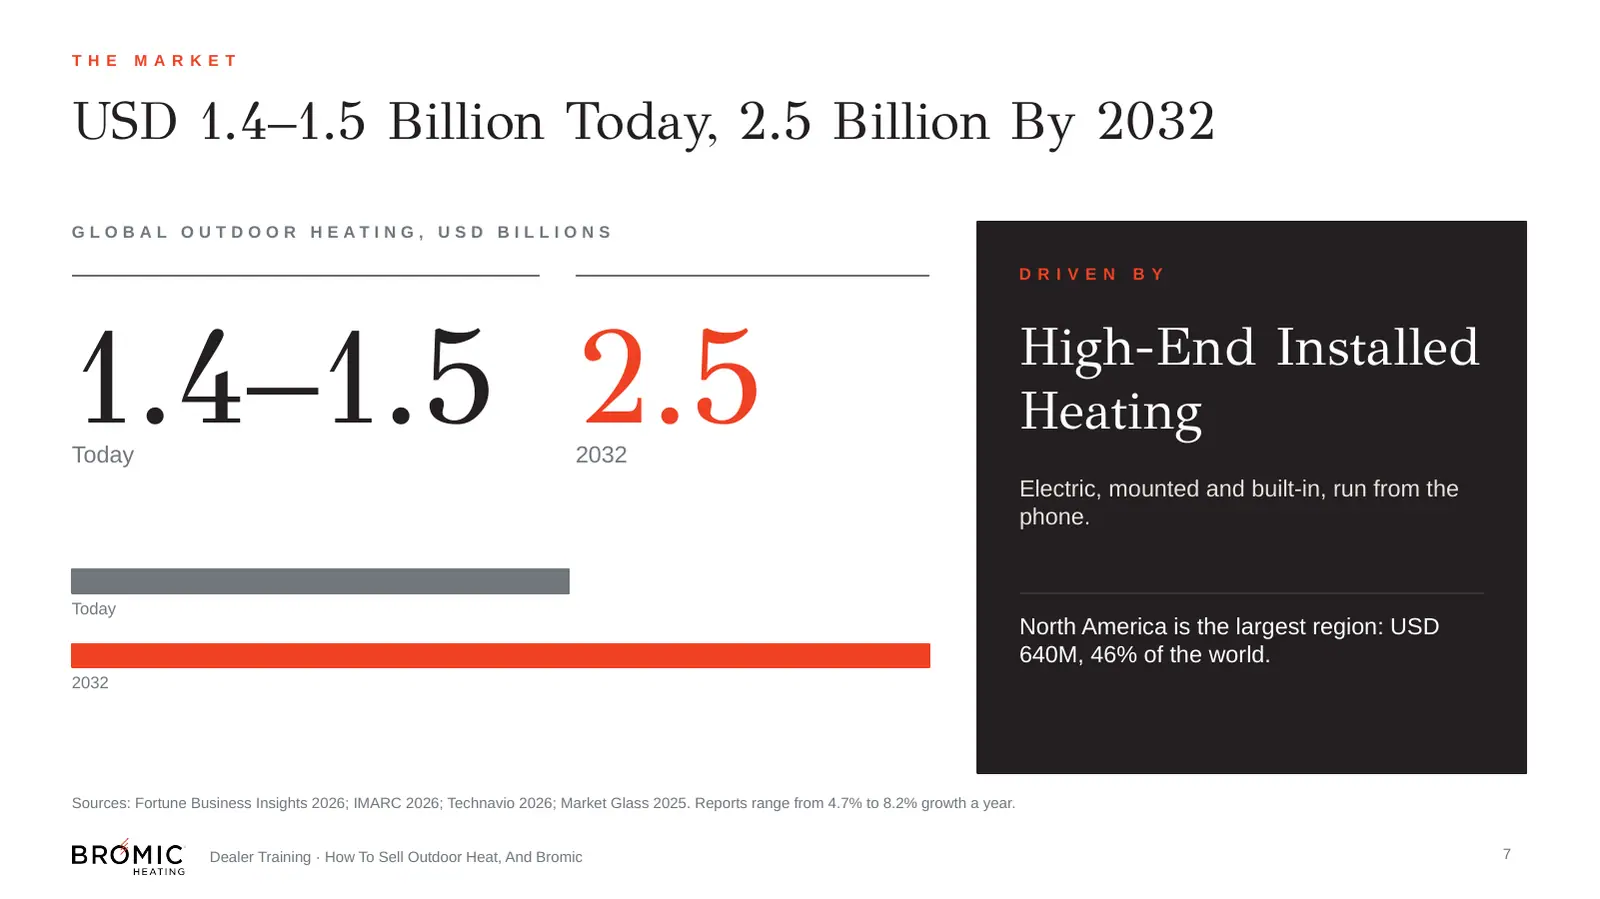 THE MARKET
USD 1.4–1.5 Billion Today, 2.5 Billion By 2032
GLOBAL OUTDOOR HEATING, USD BILLIONS
1.4–1.5
Today
2.5
2032
Today
2032
DRIVEN BY
High-End Installed
Heating
Electric, mounted and built-in, run from the
phone.
North America is the largest region: USD
640M, 46% of the world.
Sources: Fortune Business Insights 2026; IMARC 2026; Technavio 2026; Market Glass 2025. Reports range from 4.7% to 8.2% growth a year.
BROMIC
HEATING
Dealer Training · How To Sell Outdoor Heat, And Bromic
7